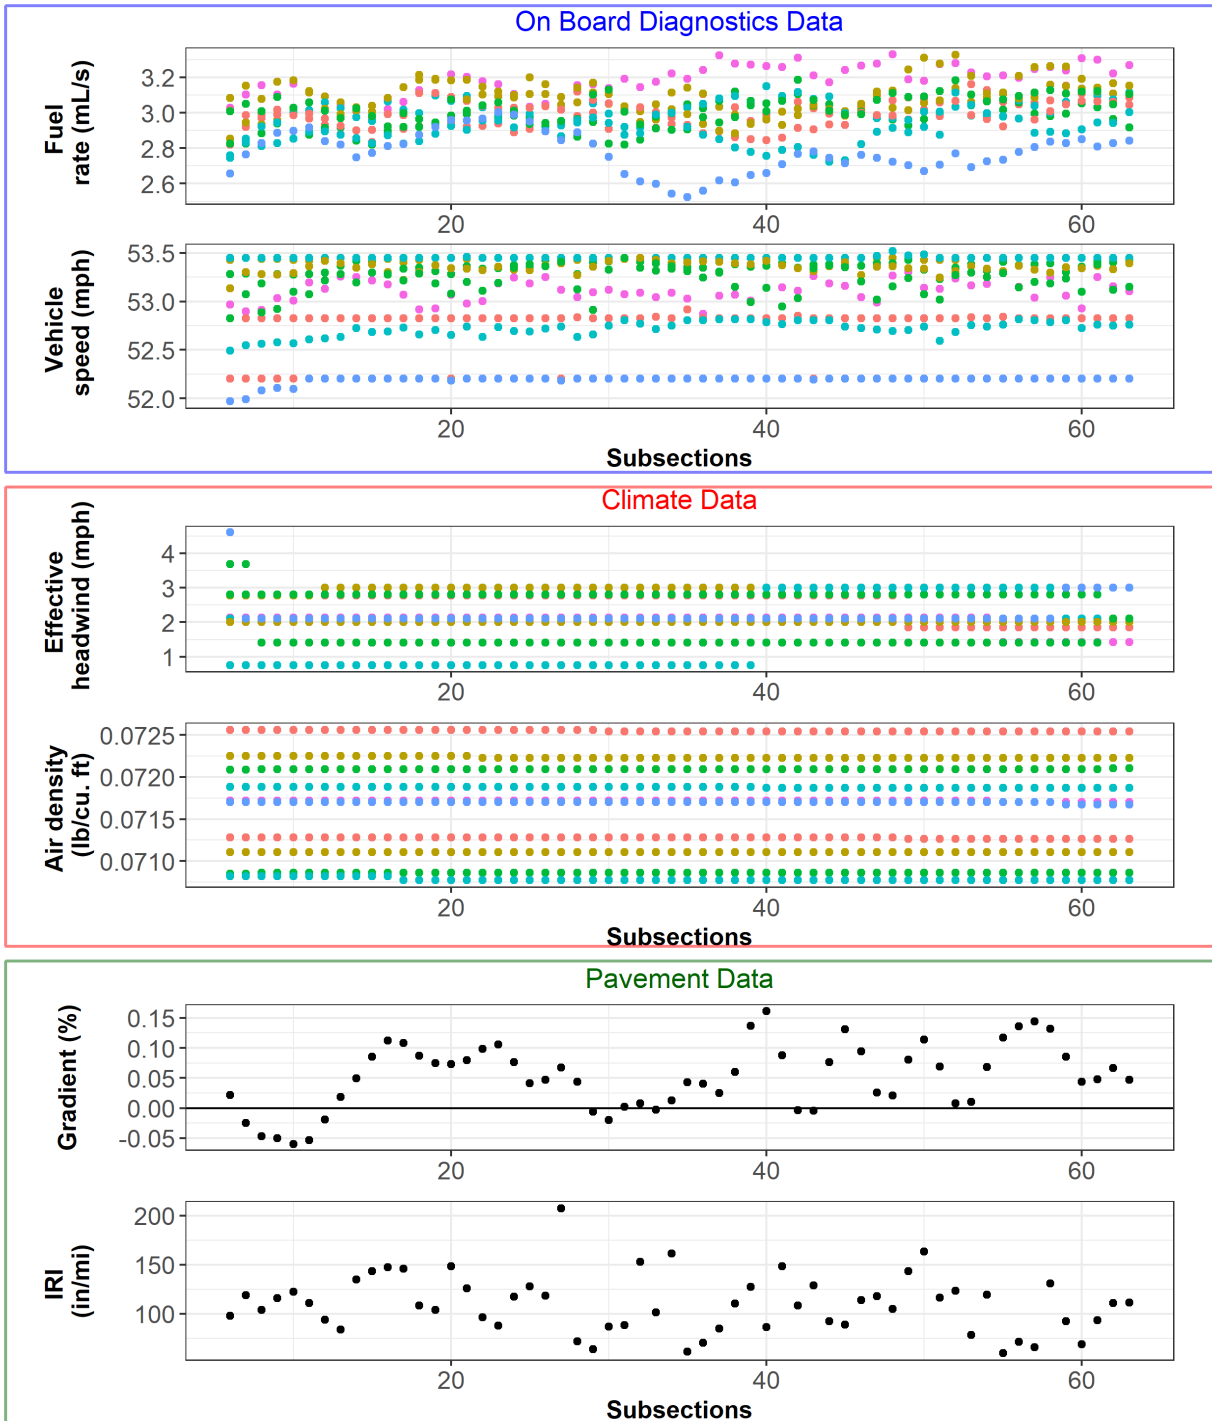 On Board Diagnostics Data
Fuel
rate (mL/s)
3.2
3.0
2.8
2.6
20 40 60
Vehicle
speed (mph)
53.5
53.0
52.5
52.0
20 40 60
Subsections
Climate Data
Effective
headwind (mph)
4
3
2
1
20 40 60
Air density
(lb/cu. ft)
0.0725
0.0720
0.0715
0.0710
20 40 60
Subsections
Pavement Data
Gradient (%)
0.15
0.10
0.05
0.00
-0.05
20 40 60
IRI
(in/mi)
200
150
100
20 40 60
Subsections